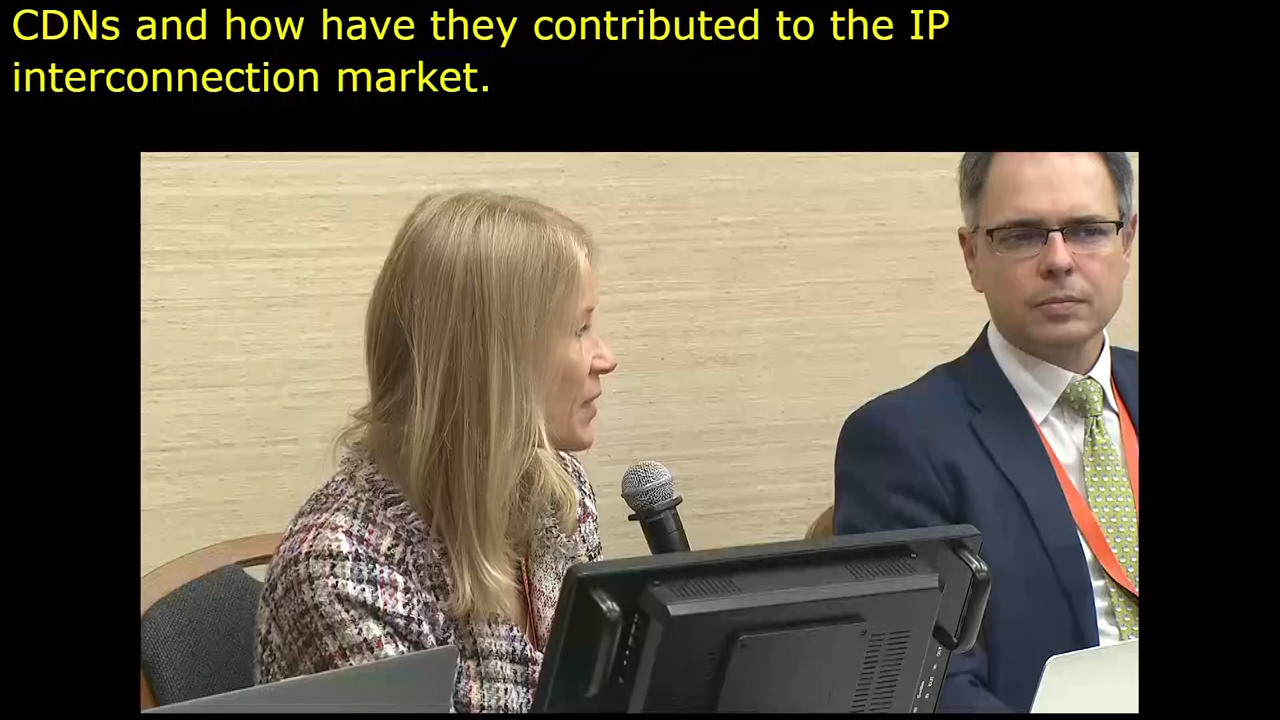 CDNs and how have they contributed to the IP
interconnection market.